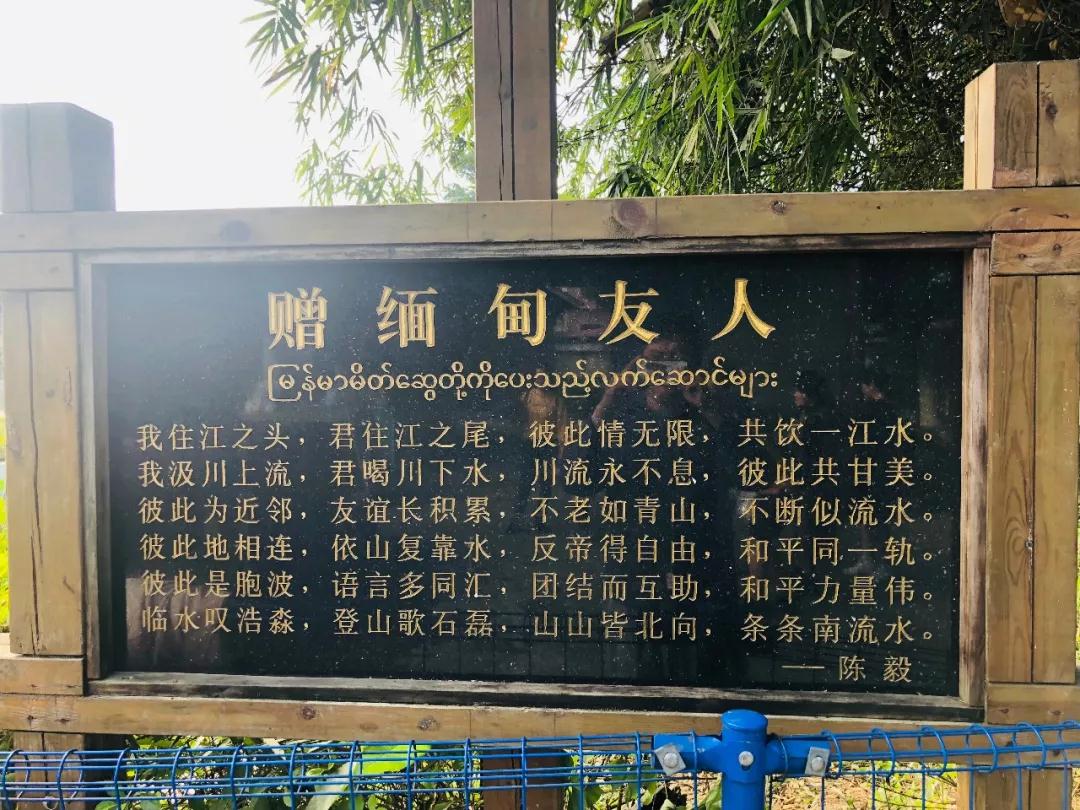 赠缅甸友人
မြန်မာမိတ်ဆွေတို့ကိုပေးသည့်လက်ဆောင်များ
我住江之头，君住江之尾，彼此情无限，共饮一江水。
我汲川上流，君喝川下水，川流永不息，彼此共甘美。
彼此为近邻，友谊长积累，不老如青山，不断似流水。
彼此地相连，依山复靠水，反帝得自由，和平同一轨。
彼此是胞波，语言多同汇，团结而互助，和平力量伟。
临水叹浩淼，登山歌石磊，山山皆北向，条条南流水。
——陈毅